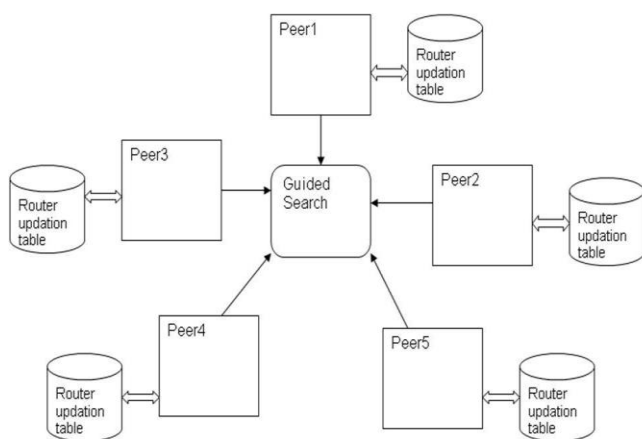 Peer1
Router
updation
table
Peer3
Router
updation
table
Guided
Search
Peer2
Router
updation
table
Peer4
Router
updation
table
Peer5
Router
updation
table